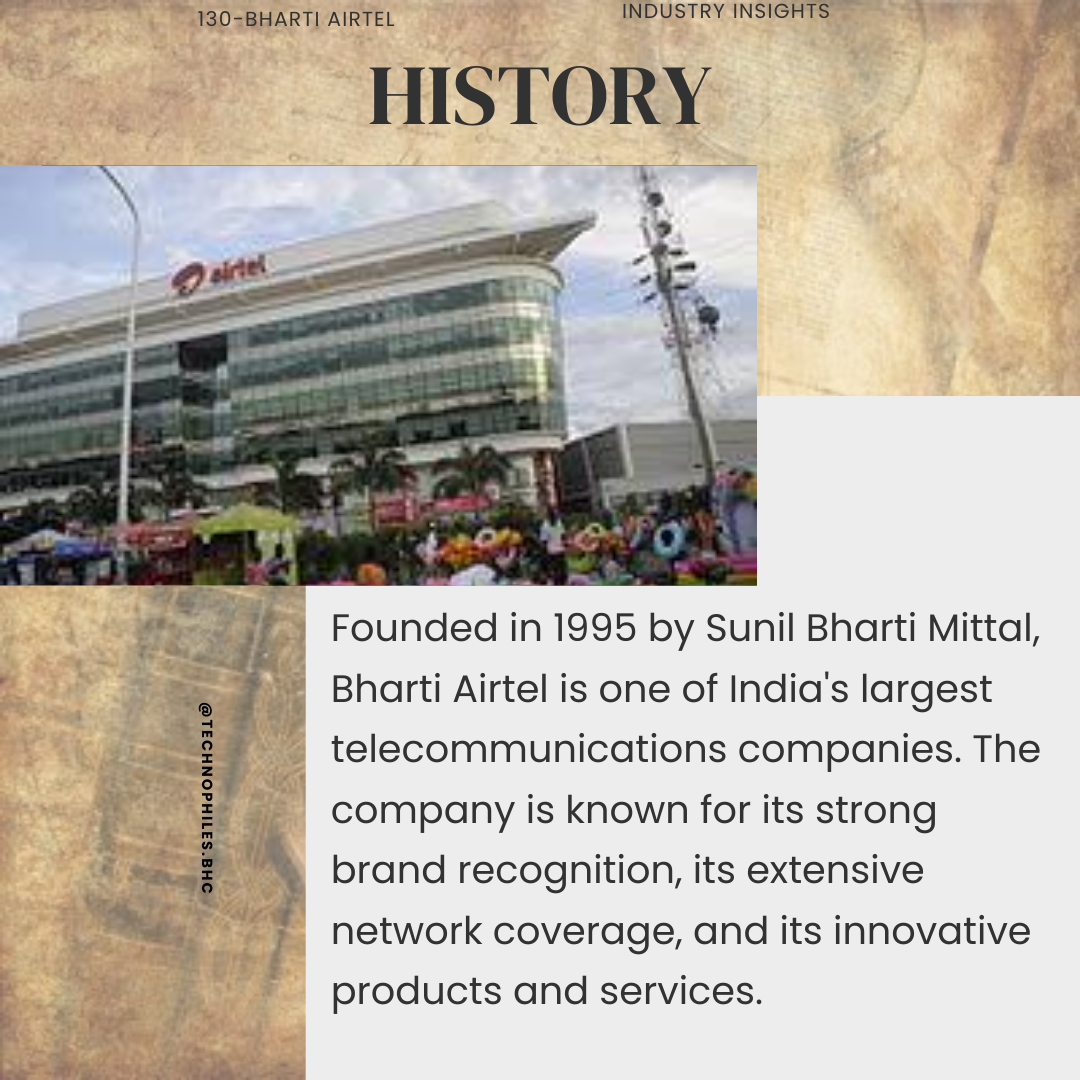 130-BHARTI AIRTEL
INDUSTRY INSIGHTS
HISTORY
airtel
Founded in 1995 by Sunil Bharti Mittal,
Bharti Airtel is one of India's largest
telecommunications companies. The
company is known for its strong
brand recognition, its extensive
network coverage, and its innovative
products and services.
@TECHNOPHILES.BHC